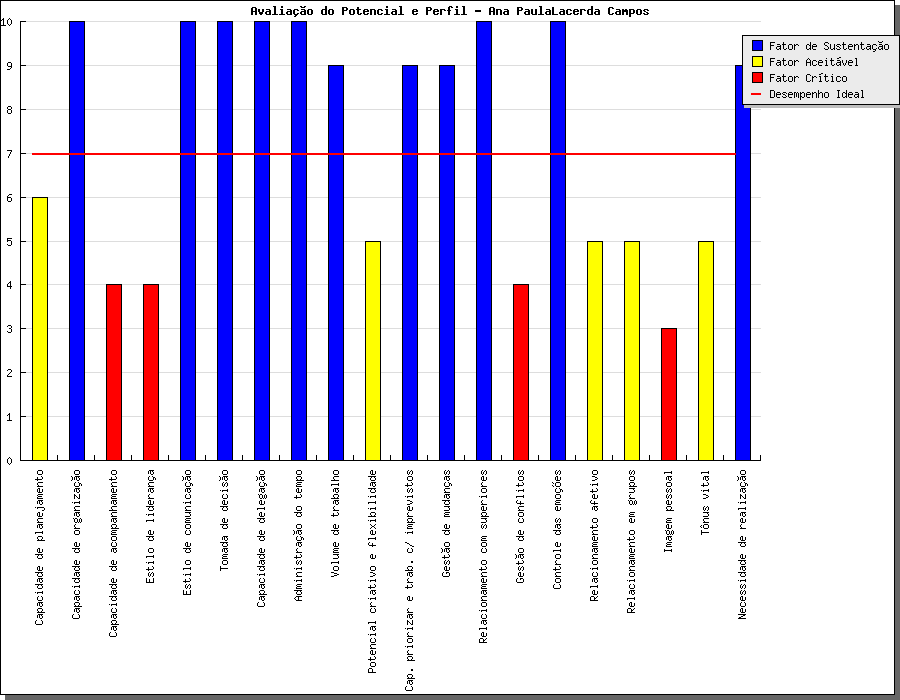 Avaliação do Potencial e Perfil - Ana PaulaLacerda Campos
Fator de Sustentação
Fator Aceitável
Fator Crítico
Desempenho Ideal
10
9
8
7
6
5
4
3
2
1
0
Capacidade de planejamento
Capacidade de organização
Capacidade de acompanhamento
Estilo de liderança
Estilo de comunicação
Tomada de decisão
Capacidade de delegação
Administração do tempo
Volume de trabalho
Potencial criativo e flexibilidade
Cap. priorizar e trab. c/ imprevistos
Gestão de mudanças
Relacionamento com superiores
Gestão de conflitos
Controle das emoções
Relacionamento afetivo
Relacionamento em grupos
Imagem pessoal
Tônus vital
Necessidade de realização